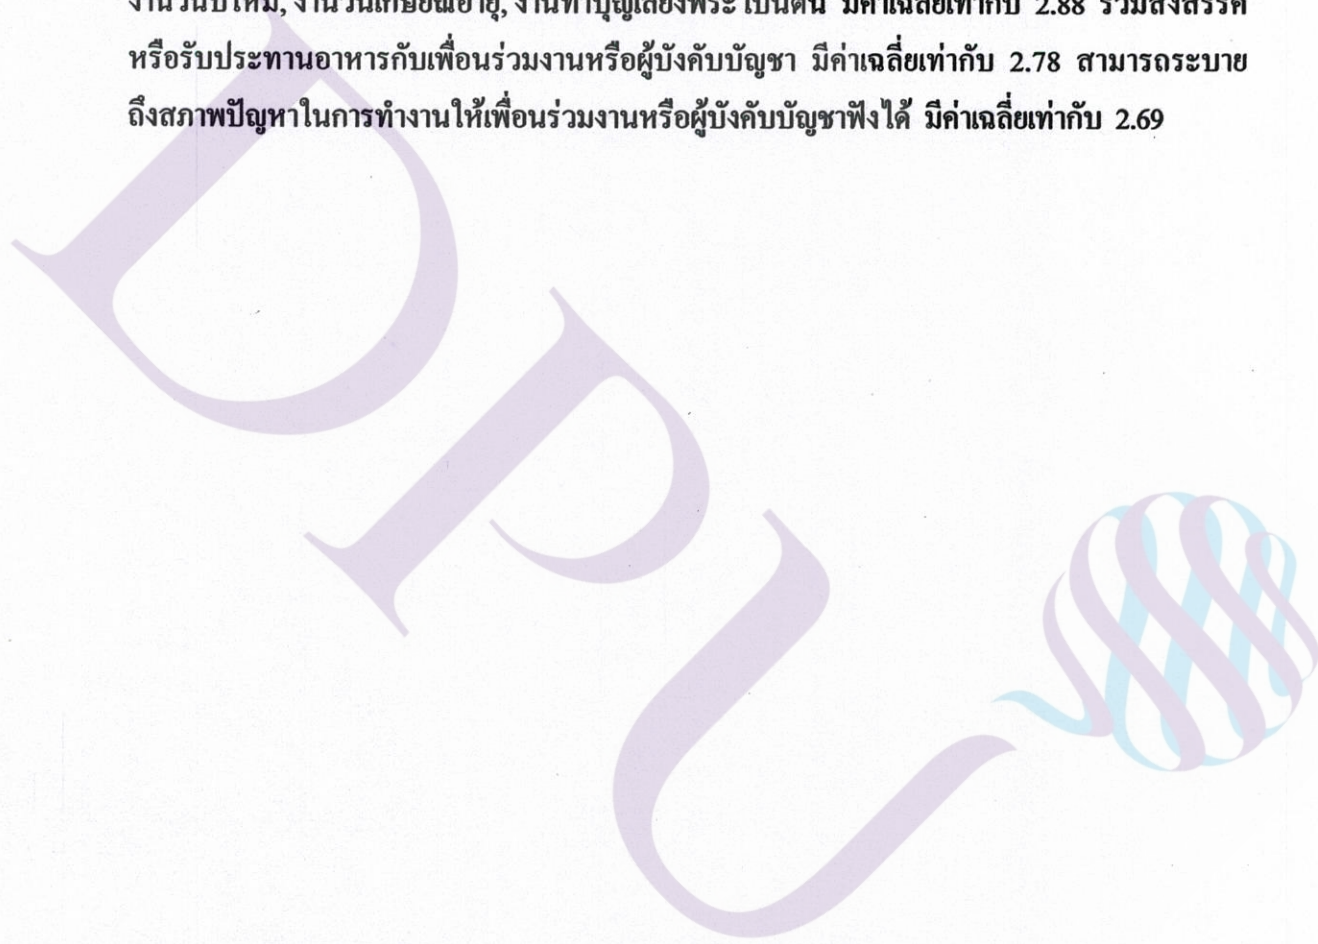 งานวันปีใหม่, งานวันเกษียณอายุ, งานทำบุญเลี้ยงพระ เป็นต้น มีค่าเฉลี่ยเท่ากับ 2.88 ร่วมสังสรรค์
หรือรับประทานอาหารกับเพื่อนร่วมงานหรือผู้บังคับบัญชา มีค่าเฉลี่ยเท่ากับ 2.78 สามารถระบาย
ถึงสภาพปัญหาในการทำงานให้เพื่อนร่วมงานหรือผู้บังคับบัญชาฟังได้ มีค่าเฉลี่ยเท่ากับ 2.69
DPU